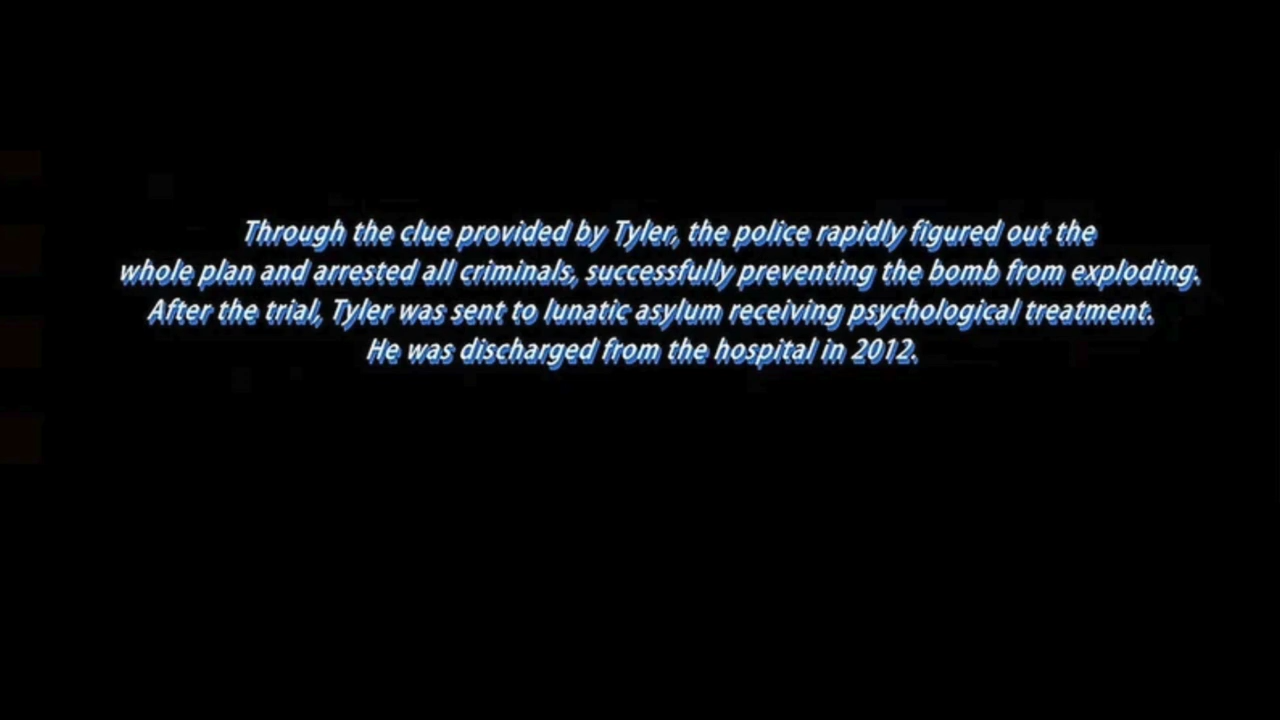 Through the clue provided by Tyler, the police rapidly figured out the
whole plan and arrested all criminals, successfully preventing the bomb from exploding.
After the trial, Tyler was sent to lunatic asylum receiving psychological treatment.
He was discharged from the hospital in 2012.